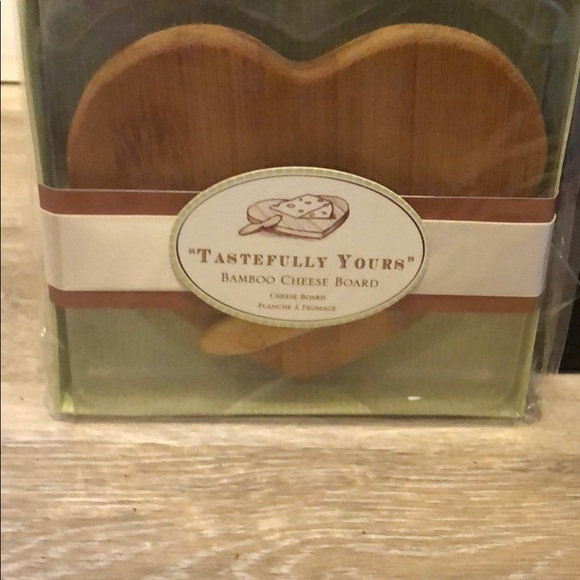 "Tastefully Yours"
Bamboo Cheese Board
Cheese Board
Planche à Fromage